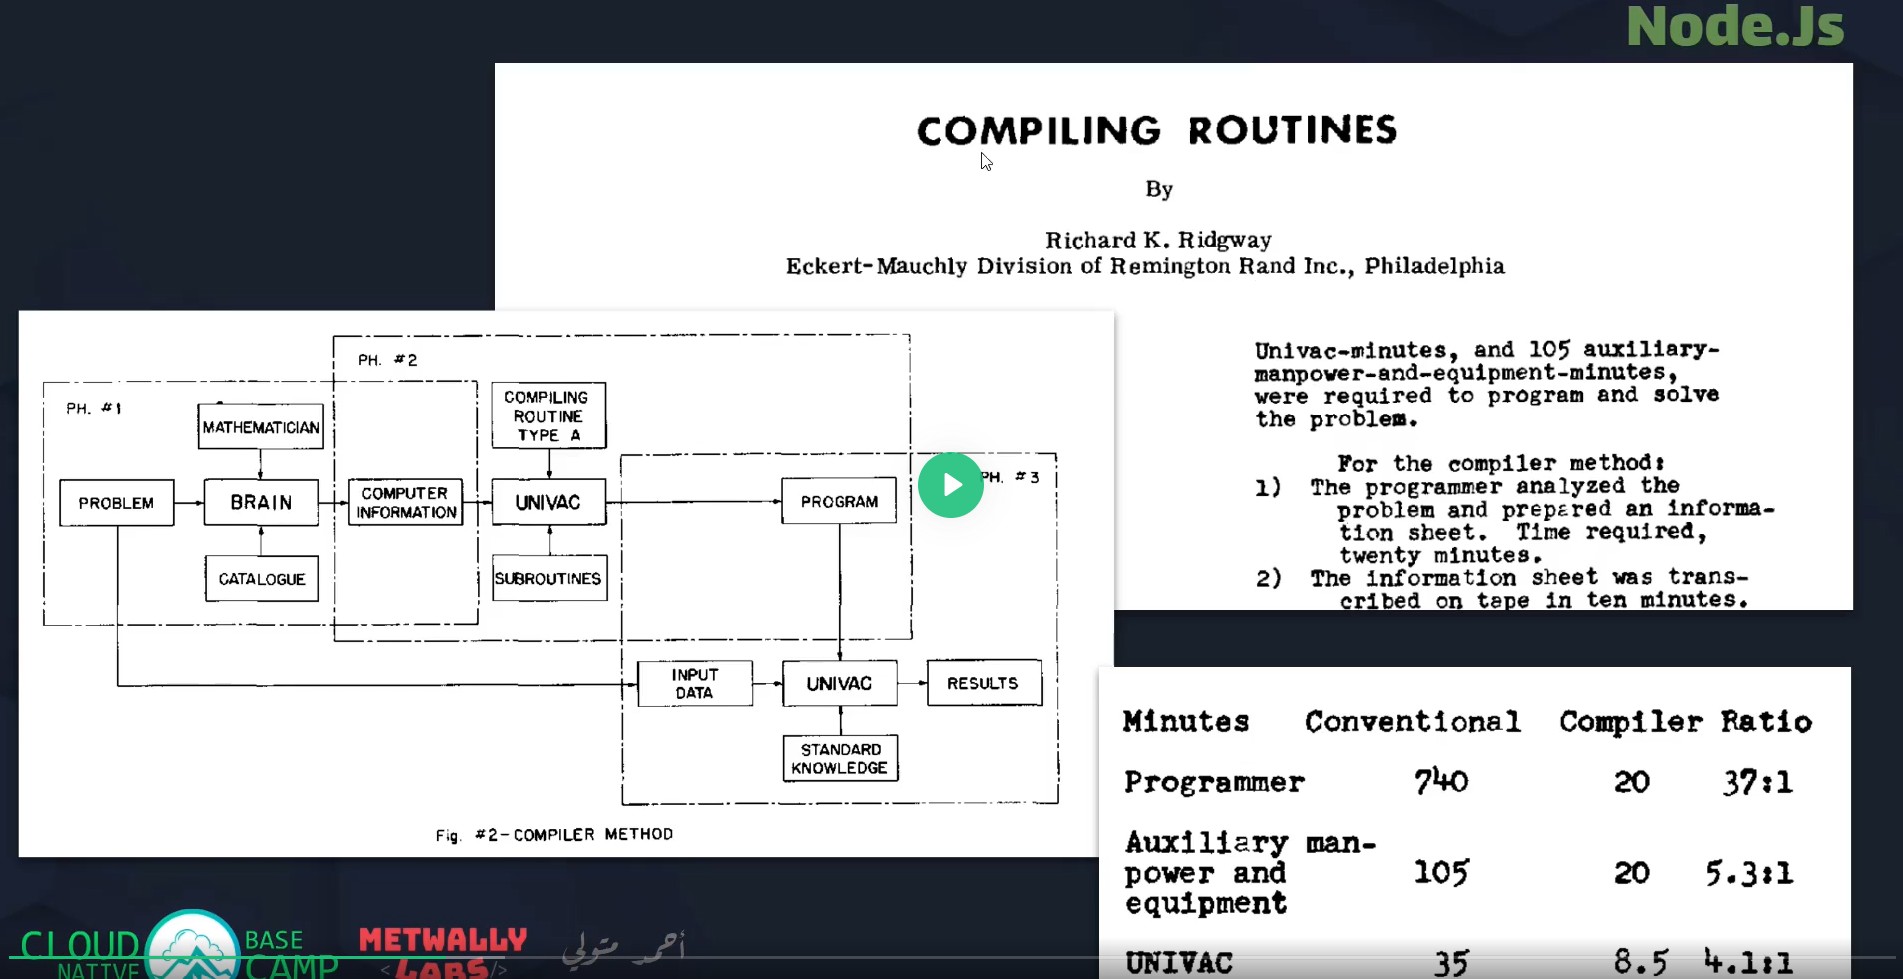 Node.Js
COMPILING ROUTINES
By
Richard K. Ridgway
Eckert-Mauchly Division of Remington Rand Inc., Philadelphia
Univac-minutes, and 105 auxiliary-
manpower-and-equipment-minutes,
were required to program and solve
the problem.
For the compiler method:
1) The programmer analyzed the
problem and prepared an informa-
tion sheet. Time required,
twenty minutes.
2) The information sheet was trans-
cribed on tape in ten minutes.
PH. #2
PH. #1
MATHEMATICIAN
COMPILING
ROUTINE
TYPE A
PH. #3
PROBLEM
BRAIN
COMPUTER
INFORMATION
UNIVAC
PROGRAM
CATALOGUE
SUBROUTINES
INPUT
DATA
UNIVAC
RESULTS
STANDARD
KNOWLEDGE
Fig. #2-COMPILER METHOD
Minutes Conventional Compiler Ratio
Programmer 740 20 37:1
Auxiliary man-
power and 105 20 5.3:1
equipment
UNIVAC 35 8.5 4.1:1
CLOUD
NATIVE
BASE
CAMP
METWALLY
<LABS/>
أحمد متولي